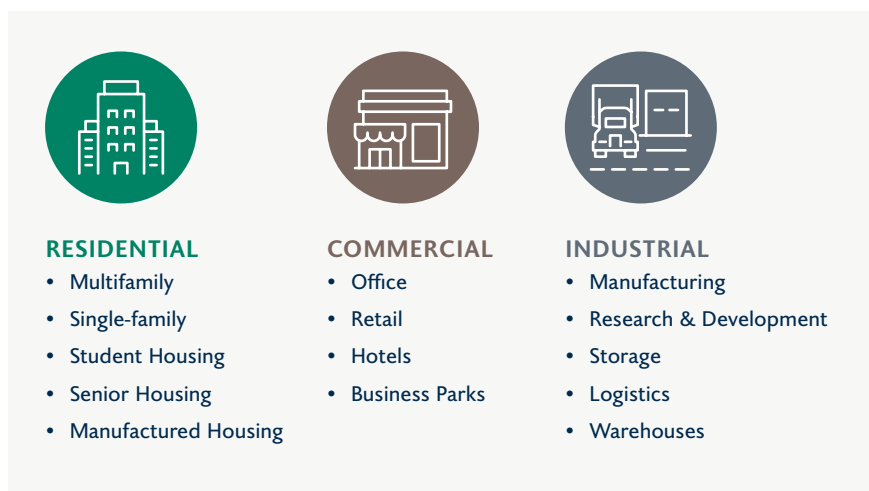 RESIDENTIAL
• Multifamily
• Single-family
• Student Housing
• Senior Housing
• Manufactured Housing
COMMERCIAL
• Office
• Retail
• Hotels
• Business Parks
INDUSTRIAL
• Manufacturing
• Research & Development
• Storage
• Logistics
• Warehouses